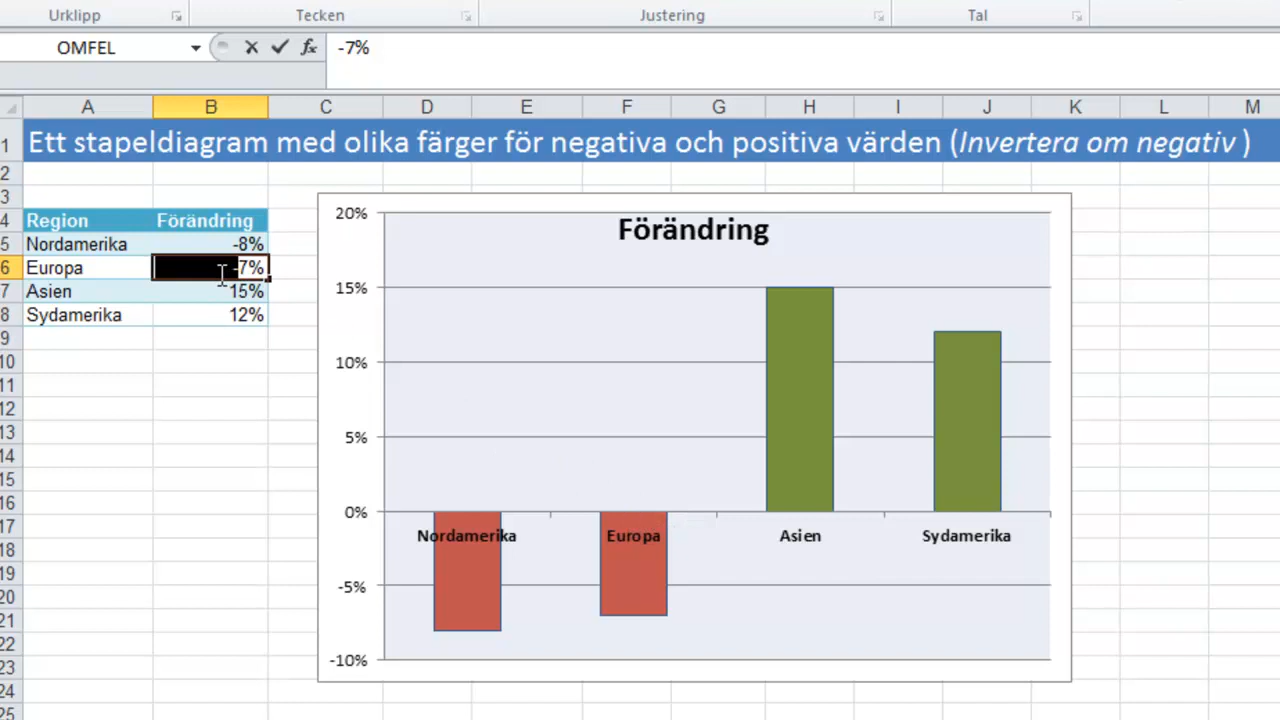 Urklipp Tecken Justering Tal
OMFEL fx -7%
A B C D E F G H I J K L M
1 Ett stapeldiagram med olika färger för negativa och positiva värden (Invertera om negativ )
2
3
4 Region Förändring
5 Nordamerika -8%
6 Europa -7%
7 Asien 15%
8 Sydamerika 12%
9
10
11
12
13
14
15
16
17
18
19
20
21
22
23
24
25
Förändring
20%
15%
10%
5%
0%
-5%
-10%
Nordamerika Europa Asien Sydamerika